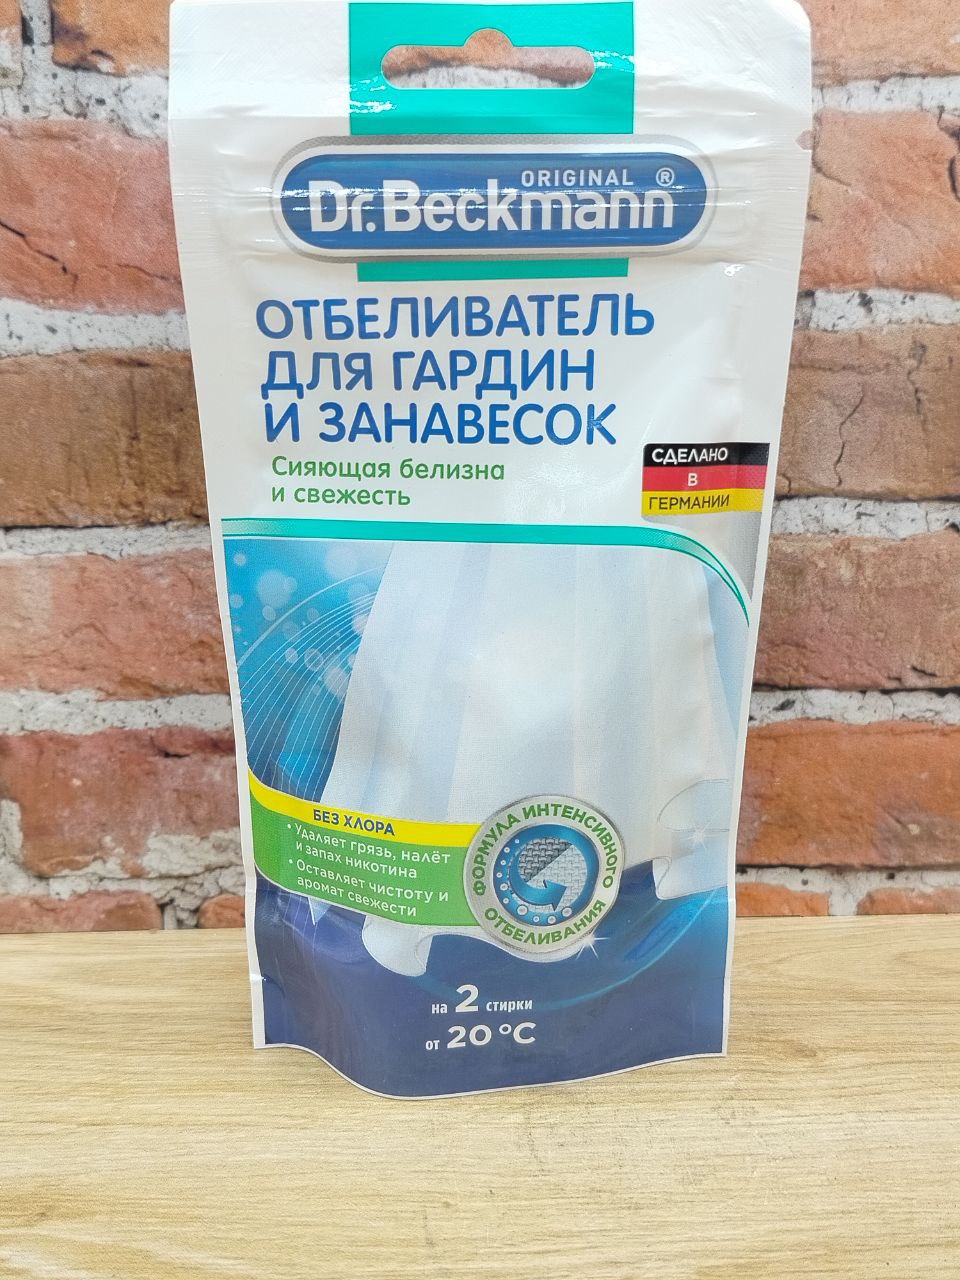 ORIGINAL ®
Dr.Beckmann
ОТБЕЛИВАТЕЛЬ
ДЛЯ ГАРДИН
И ЗАНАВЕСОК
Сияющая белизна
и свежесть
СДЕЛАНО
В
ГЕРМАНИИ
БЕЗ ХЛОРА
• Удаляет грязь, налёт
и запах никотина
• Оставляет чистоту и
аромат свежести
ФОРМУЛА ИНТЕНСИВНОГО
ОТБЕЛИВАНИЯ
на 2 стирки
от 20 °C